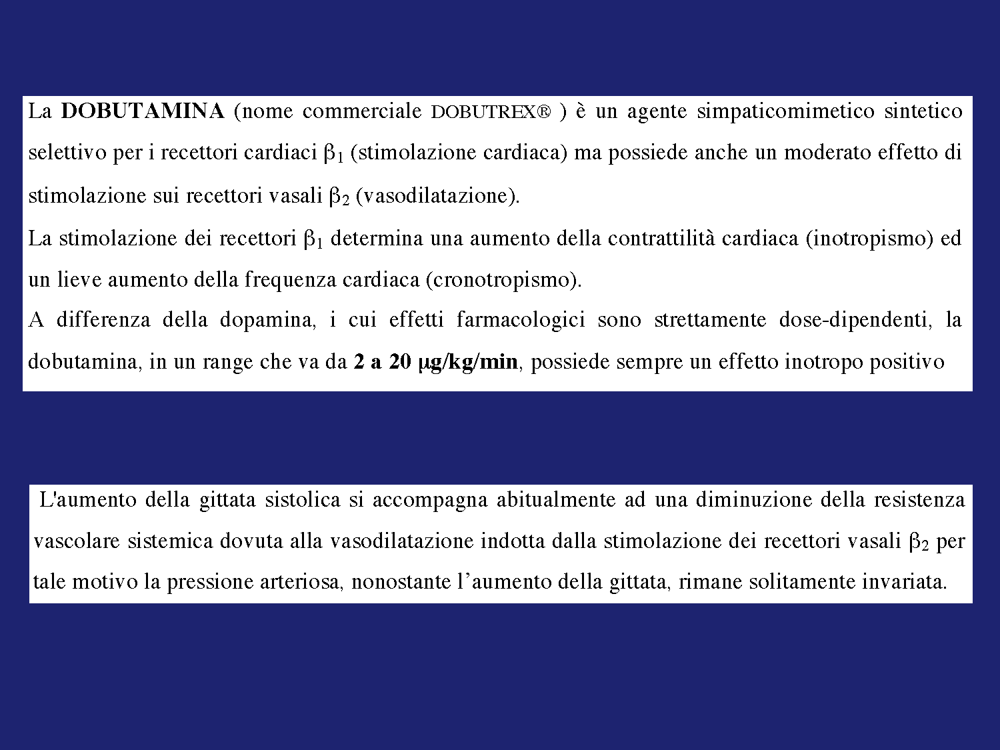 La DOBUTAMINA (nome commerciale DOBUTREX® ) è un agente simpaticomimetico sintetico
selettivo per i recettori cardiaci β₁ (stimolazione cardiaca) ma possiede anche un moderato effetto di
stimolazione sui recettori vasali β₂ (vasodilatazione).
La stimolazione dei recettori β₁ determina una aumento della contrattilità cardiaca (inotropismo) ed
un lieve aumento della frequenza cardiaca (cronotropismo).
A differenza della dopamina, i cui effetti farmacologici sono strettamente dose-dipendenti, la
dobutamina, in un range che va da 2 a 20 μg/kg/min, possiede sempre un effetto inotropo positivo
L'aumento della gittata sistolica si accompagna abitualmente ad una diminuzione della resistenza
vascolare sistemica dovuta alla vasodilatazione indotta dalla stimolazione dei recettori vasali β₂ per
tale motivo la pressione arteriosa, nonostante l’aumento della gittata, rimane solitamente invariata.